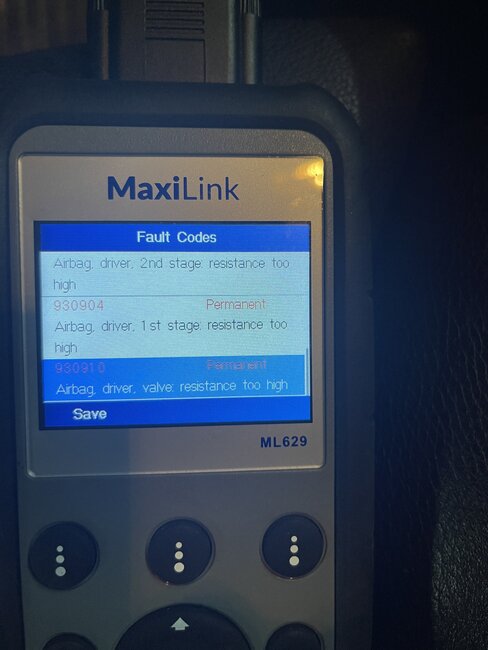 MaxiLink
Fault Codes
Airbag, driver, 2nd stage: resistance too
high
930904 Permanent
Airbag, driver, 1st stage: resistance too
high
930910 Permanent
Airbag, driver, valve: resistance too high
Save
ML629